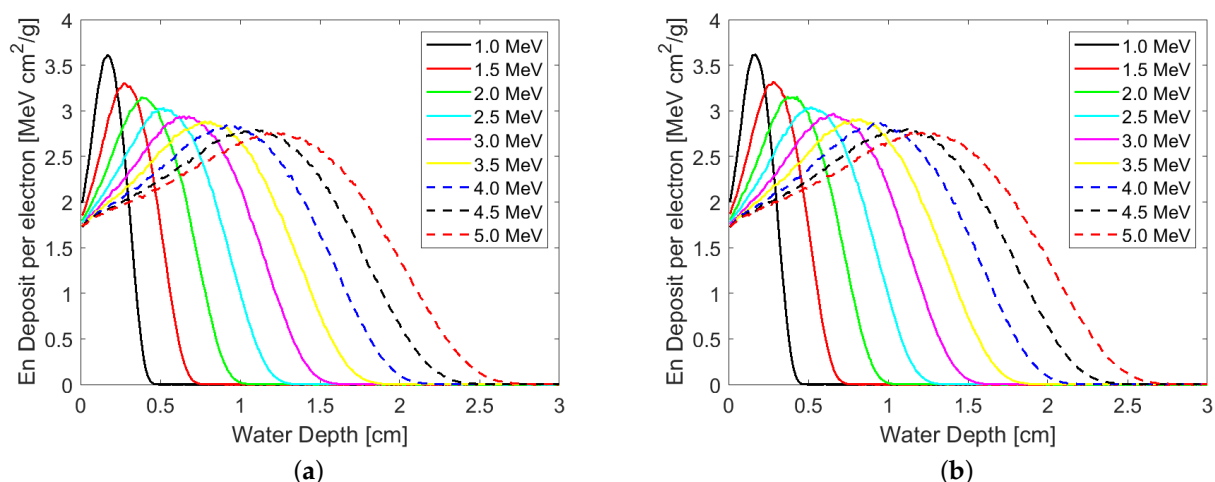 4
3.5
3
2.5
2
1.5
1
0.5
0
En Deposit per electron [MeV cm²/g]
0 0.5 1 1.5 2 2.5 3
Water Depth [cm]
1.0 MeV
1.5 MeV
2.0 MeV
2.5 MeV
3.0 MeV
3.5 MeV
4.0 MeV
4.5 MeV
5.0 MeV
(a)
4
3.5
3
2.5
2
1.5
1
0.5
0
En Deposit per electron [MeV cm²/g]
0 0.5 1 1.5 2 2.5 3
Water Depth [cm]
1.0 MeV
1.5 MeV
2.0 MeV
2.5 MeV
3.0 MeV
3.5 MeV
4.0 MeV
4.5 MeV
5.0 MeV
(b)